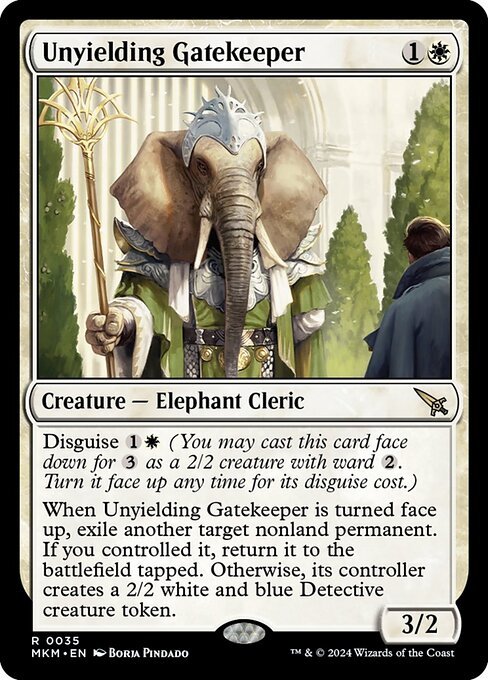 Unyielding Gatekeeper 1
Creature — Elephant Cleric
Disguise 1 (You may cast this card face
down for 3 as a 2/2 creature with ward 2.
Turn it face up any time for its disguise cost.)
When Unyielding Gatekeeper is turned face
up, exile another target nonland permanent.
If you controlled it, return it to the
battlefield tapped. Otherwise, its controller
creates a 2/2 white and blue Detective
creature token.
3/2
R 0035
MKM • EN Borja Pindado
™ & © 2024 Wizards of the Coast